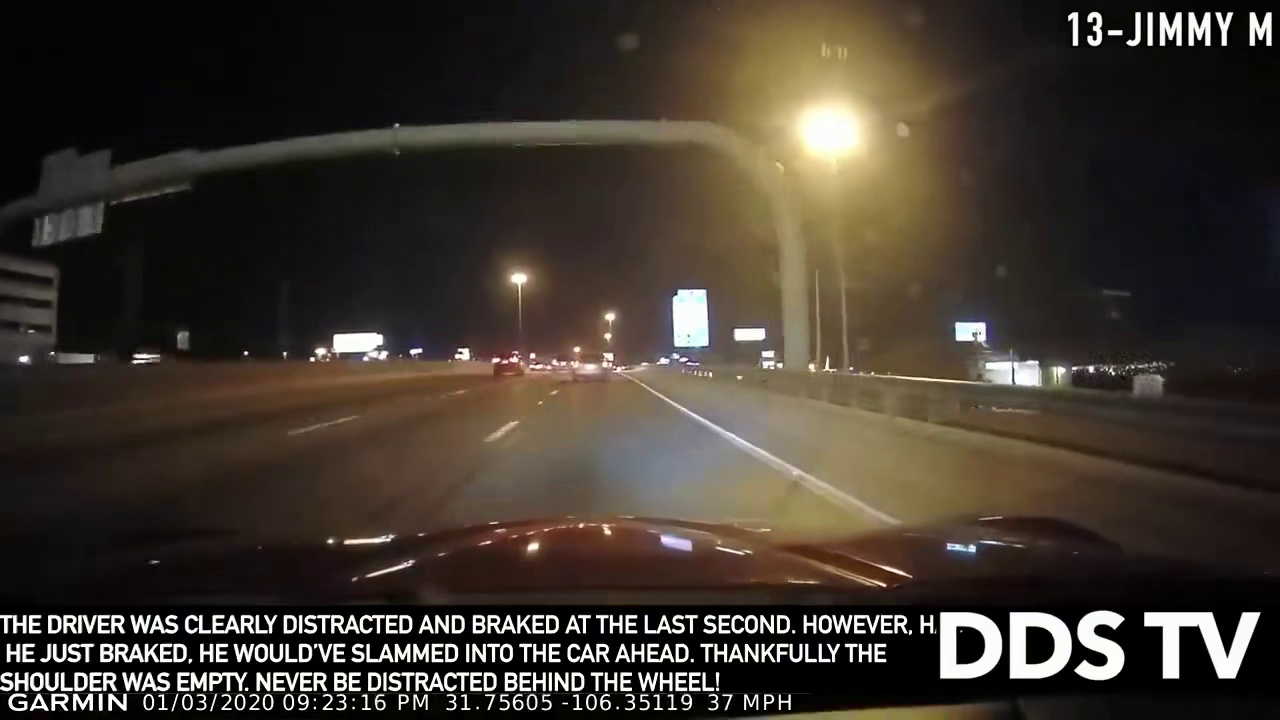 13-JIMMY M
THE DRIVER WAS CLEARLY DISTRACTED AND BRAKED AT THE LAST SECOND. HOWEVER,
HE JUST BRAKED, HE WOULD'VE SLAMMED INTO THE CAR AHEAD. THANKFULLY THE
SHOULDER WAS EMPTY. NEVER BE DISTRACTED BEHIND THE WHEEL!
DDS TV
GARMIN 01/03/2020 09:23:16 PM 31.75605 -106.35119 37 MPH